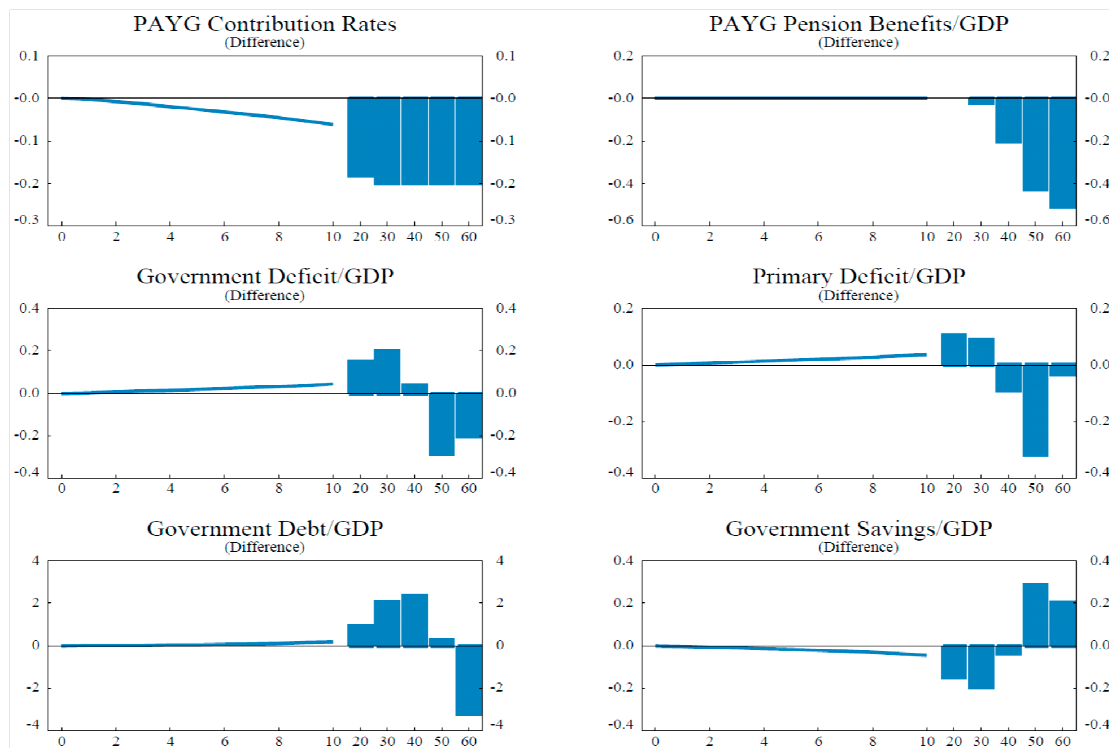 PAYG Contribution Rates
(Difference)
0.1 0.1
-0.0 -0.0
-0.1 -0.1
-0.2 -0.2
-0.3 -0.3
0 2 4 6 8 10 20 30 40 50 60
PAYG Pension Benefits/GDP
(Difference)
0.2 0.2
-0.0 -0.0
-0.2 -0.2
-0.4 -0.4
-0.6 -0.6
0 2 4 6 8 10 20 30 40 50 60
Government Deficit/GDP
(Difference)
0.4 0.4
0.2 0.2
0.0 0.0
-0.2 -0.2
-0.4 -0.4
0 2 4 6 8 10 20 30 40 50 60
Primary Deficit/GDP
(Difference)
0.2 0.2
0.0 0.0
-0.2 -0.2
-0.4 -0.4
0 2 4 6 8 10 20 30 40 50 60
Government Debt/GDP
(Difference)
4 4
2 2
0 0
-2 -2
-4 -4
0 2 4 6 8 10 20 30 40 50 60
Government Savings/GDP
(Difference)
0.4 0.4
0.2 0.2
0.0 0.0
-0.2 -0.2
-0.4 -0.4
0 2 4 6 8 10 20 30 40 50 60